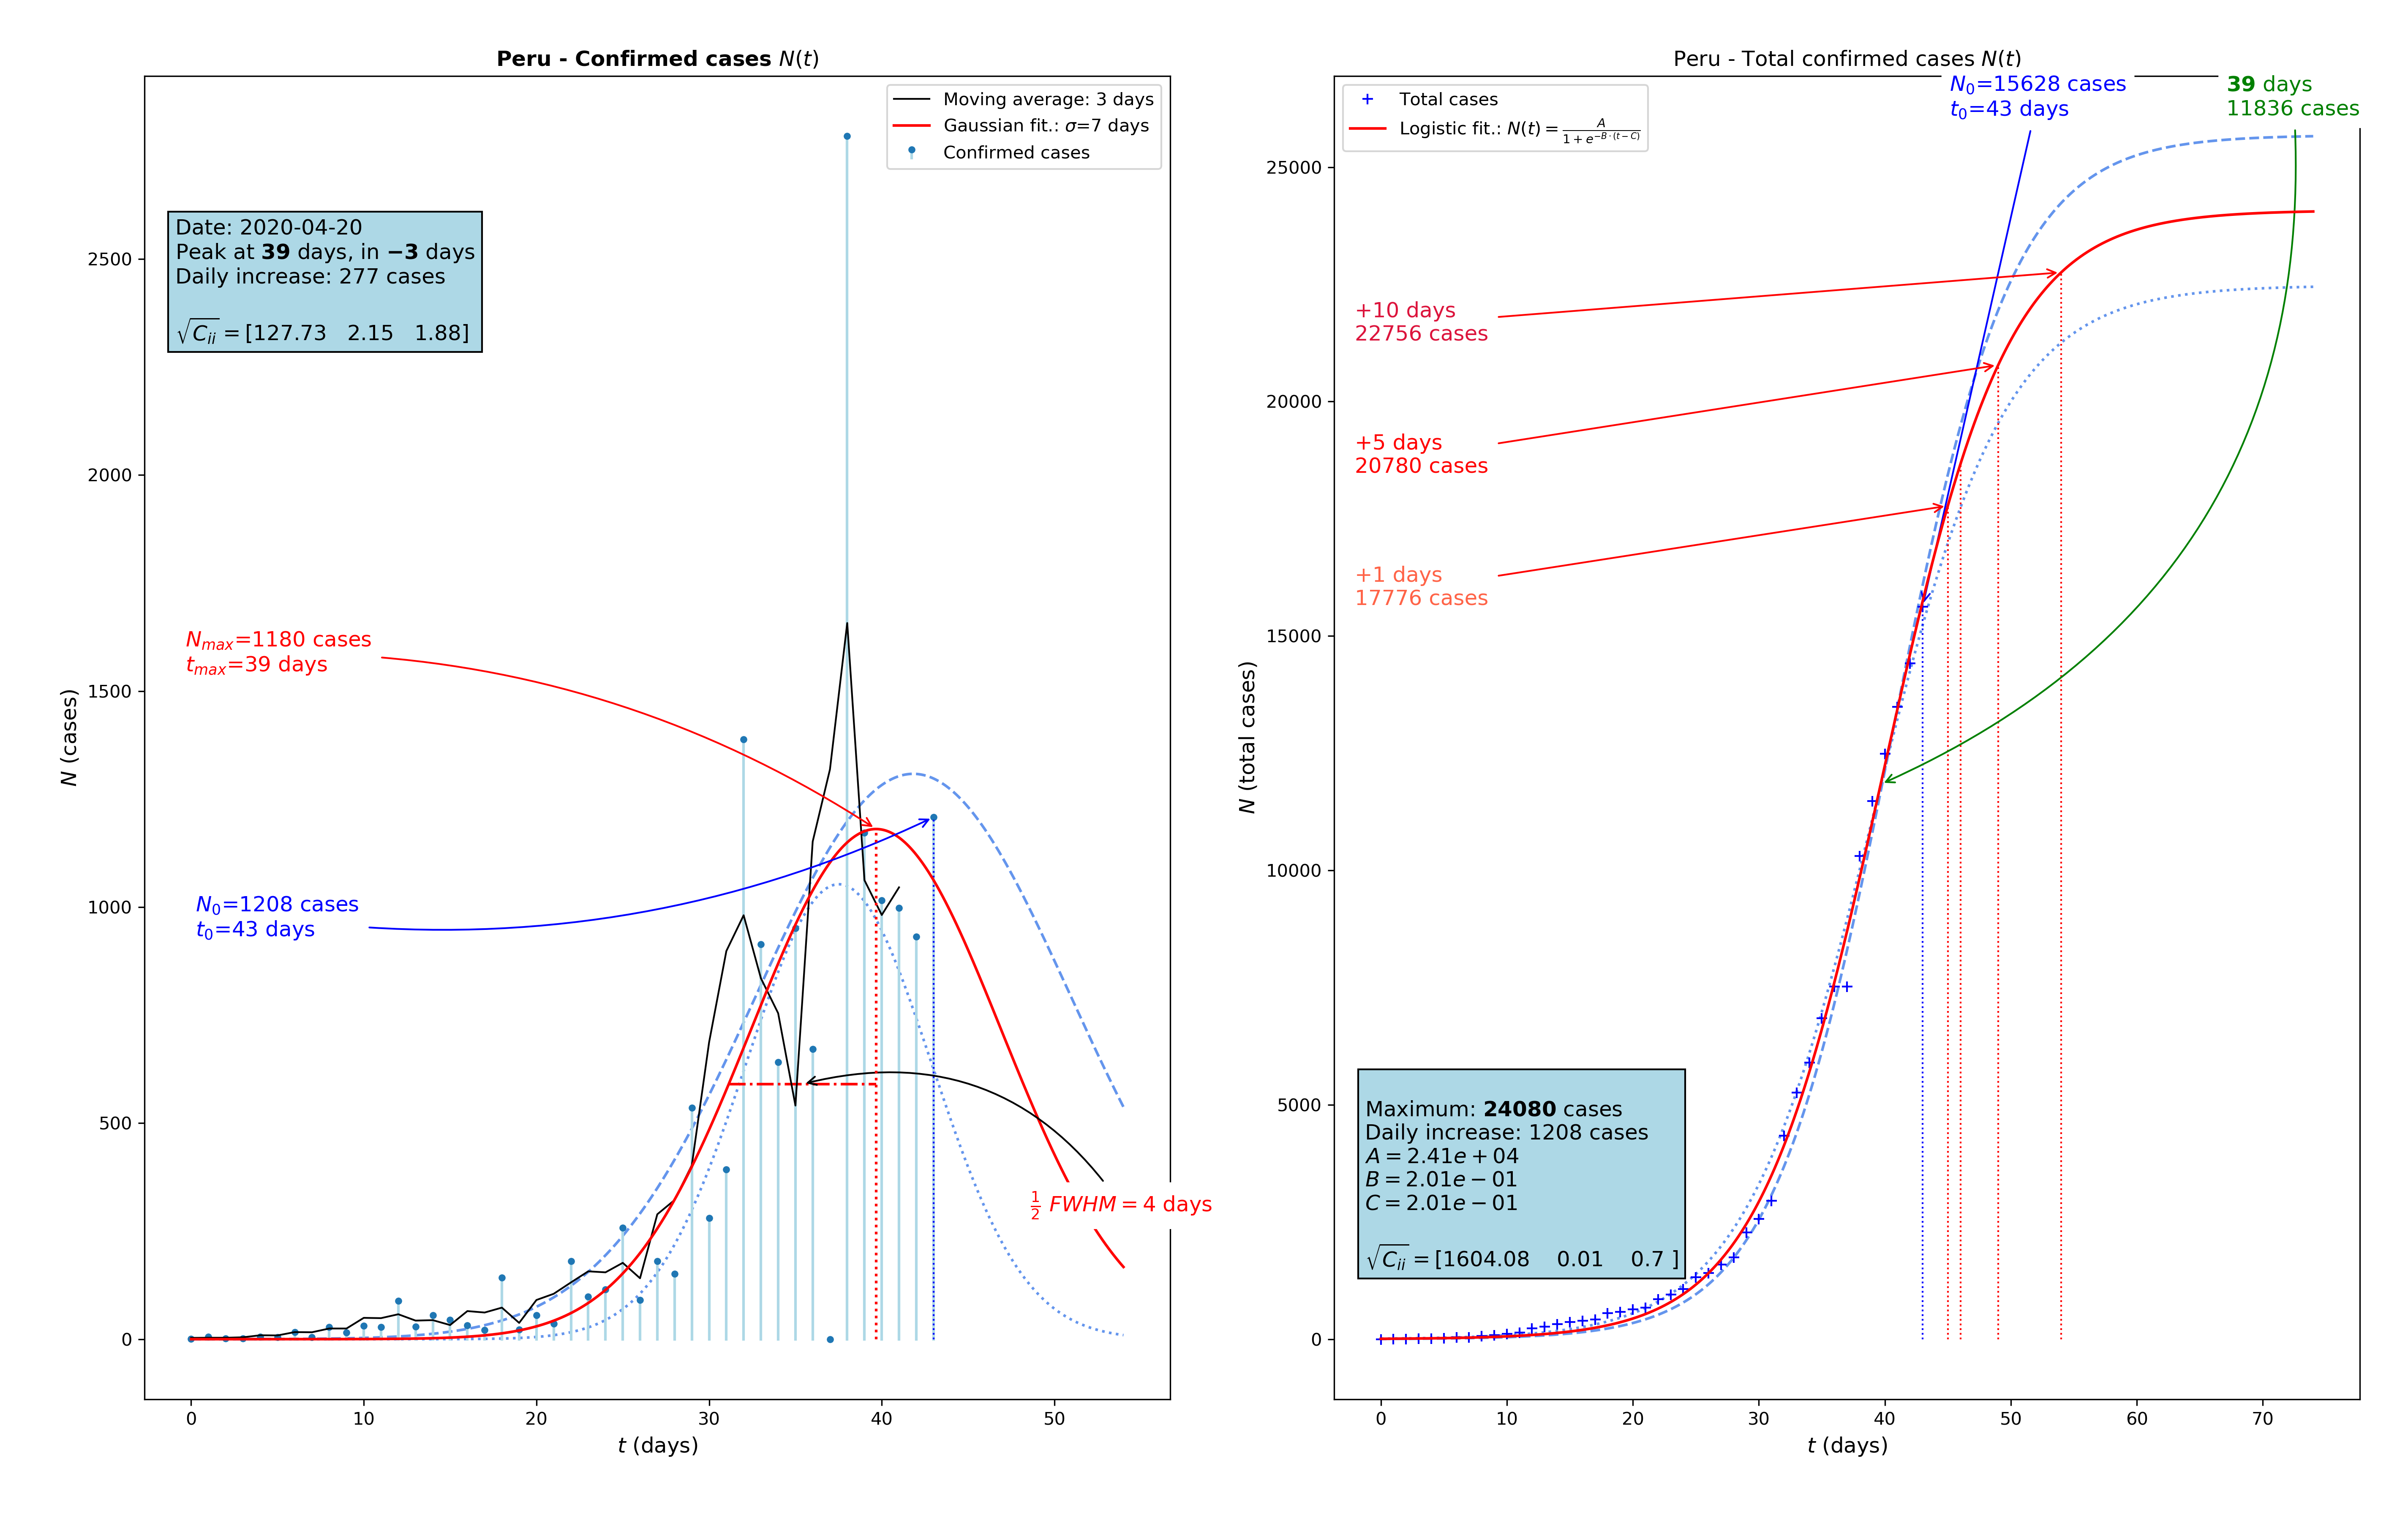 Peru - Confirmed cases N(t)
Moving average: 3 days
Gaussian fit.: σ=7 days
Confirmed cases
Date: 2020-04-20
Peak at 39 days, in −3 days
Daily increase: 277 cases
√C_ii = [127.73 2.15 1.88]
N_max=1180 cases
t_max=39 days
N_0=1208 cases
t_0=43 days
1/2 FWHM = 4 days
N (cases)
2500
2000
1500
1000
500
0
0 10 20 30 40 50
t (days)
Peru - Total confirmed cases N(t)
Total cases
Logistic fit.: N(t) = A/(1+e^{−B·(t−C)})
N_0=15628 cases
t_0=43 days
39 days
11836 cases
+10 days
22756 cases
+5 days
20780 cases
+1 days
17776 cases
Maximum: 24080 cases
Daily increase: 1208 cases
A = 2.41e + 04
B = 2.01e − 01
C = 2.01e − 01
√C_ii = [1604.08 0.01 0.7 ]
N (total cases)
25000
20000
15000
10000
5000
0
0 10 20 30 40 50 60 70
t (days)